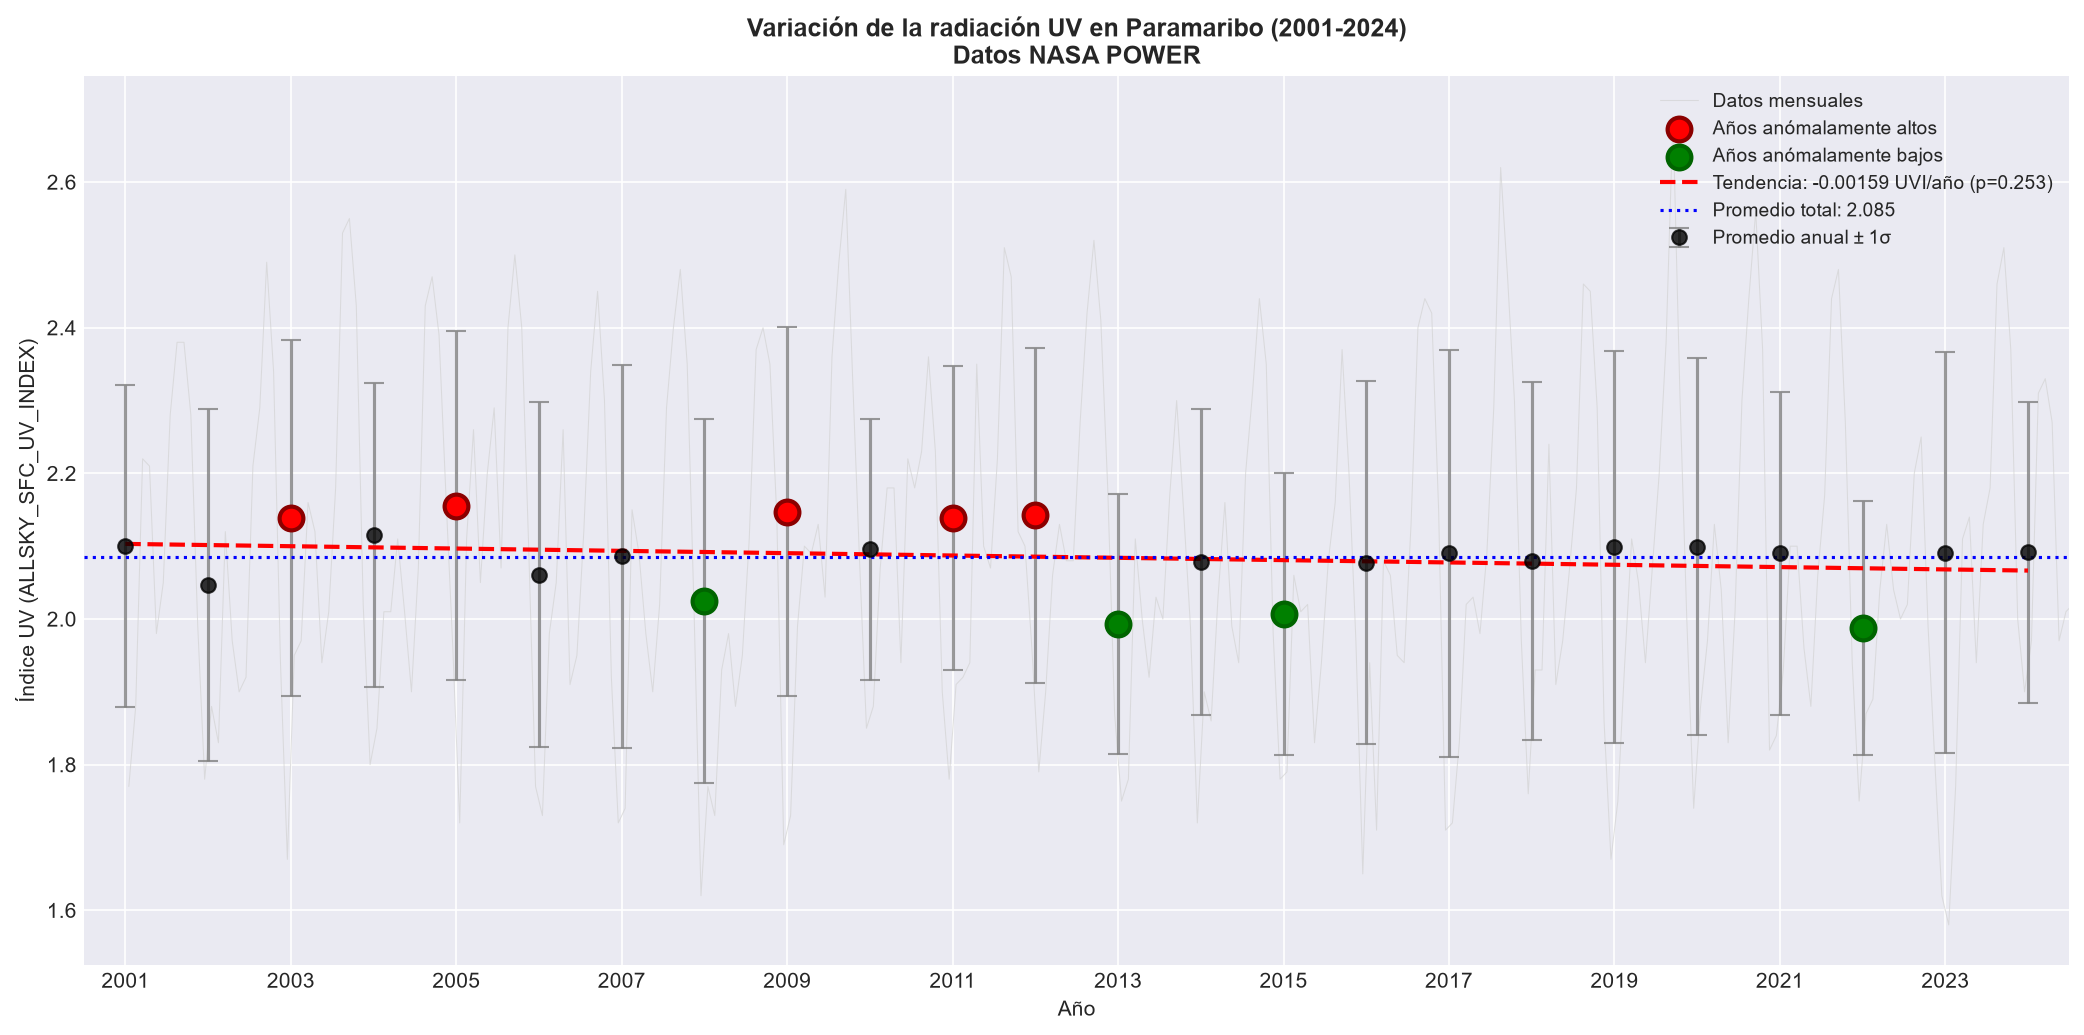 Variación de la radiación UV en Paramaribo (2001-2024)
Datos NASA POWER
Datos mensuales
Años anómalamente altos
Años anómalamente bajos
Tendencia: -0.00159 UVI/año (p=0.253)
Promedio total: 2.085
Promedio anual ± 1σ
Índice UV (ALLSKY_SFC_UV_INDEX)
2.6
2.4
2.2
2.0
1.8
1.6
2001 2003 2005 2007 2009 2011 2013 2015 2017 2019 2021 2023
Año